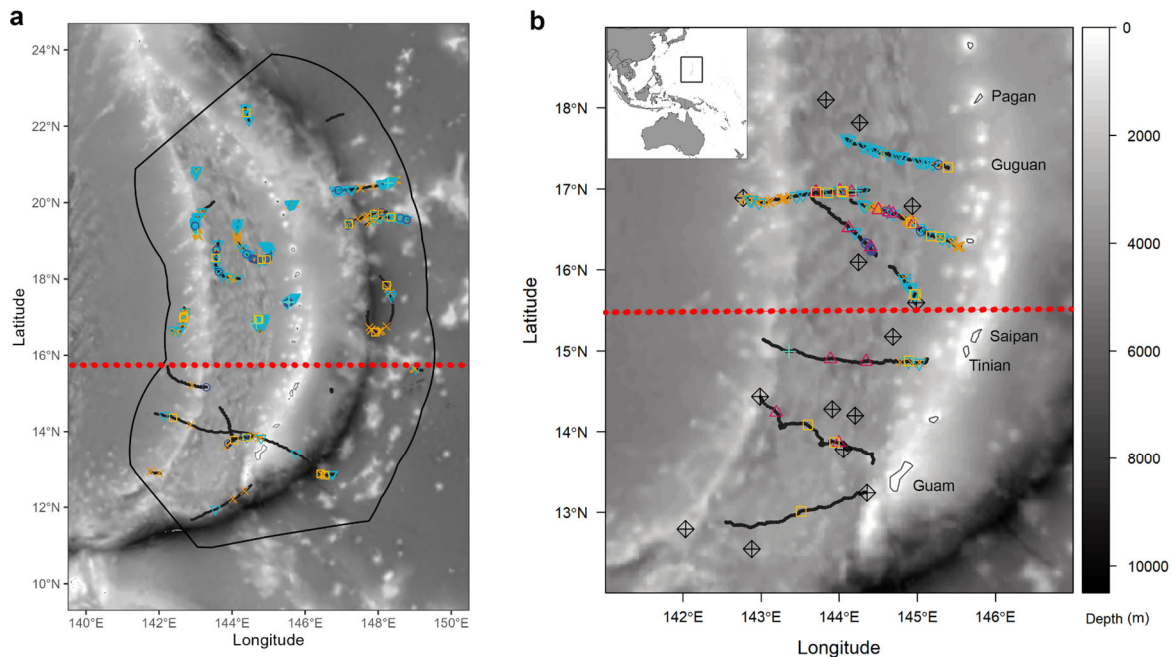 a
24°N
22°N
20°N
18°N
16°N
14°N
12°N
10°N
Latitude
140°E 142°E 144°E 146°E 148°E 150°E
Longitude
b
18°N
17°N
16°N
15°N
14°N
13°N
Latitude
142°E 143°E 144°E 145°E 146°E
Longitude
Pagan
Guguan
Saipan
Tinian
Guam
0
2000
4000
6000
8000
10000
Depth (m)